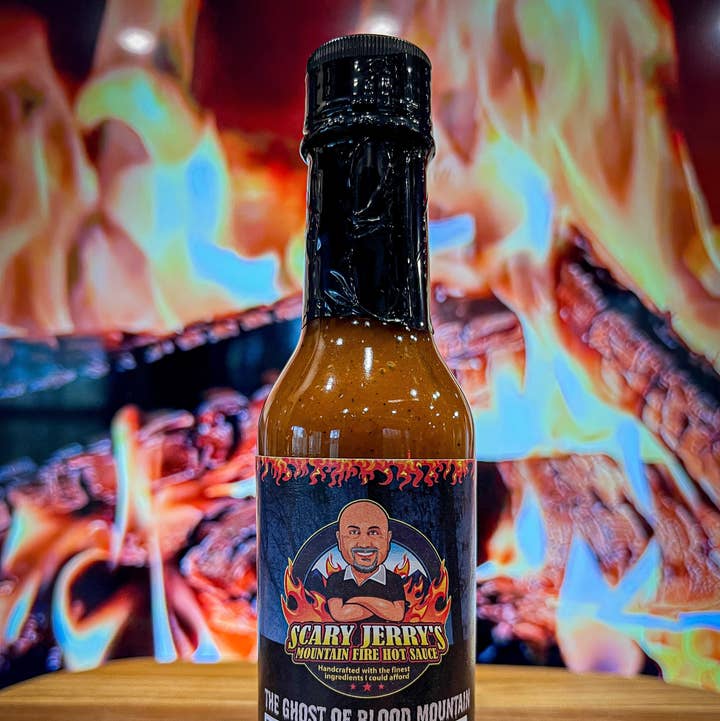 SCARY JERRY'S
MOUNTAIN FIRE HOT SAUCE
Handcrafted with the finest
ingredients I could afford
THE GHOST OF BLOOD MOUNTAIN